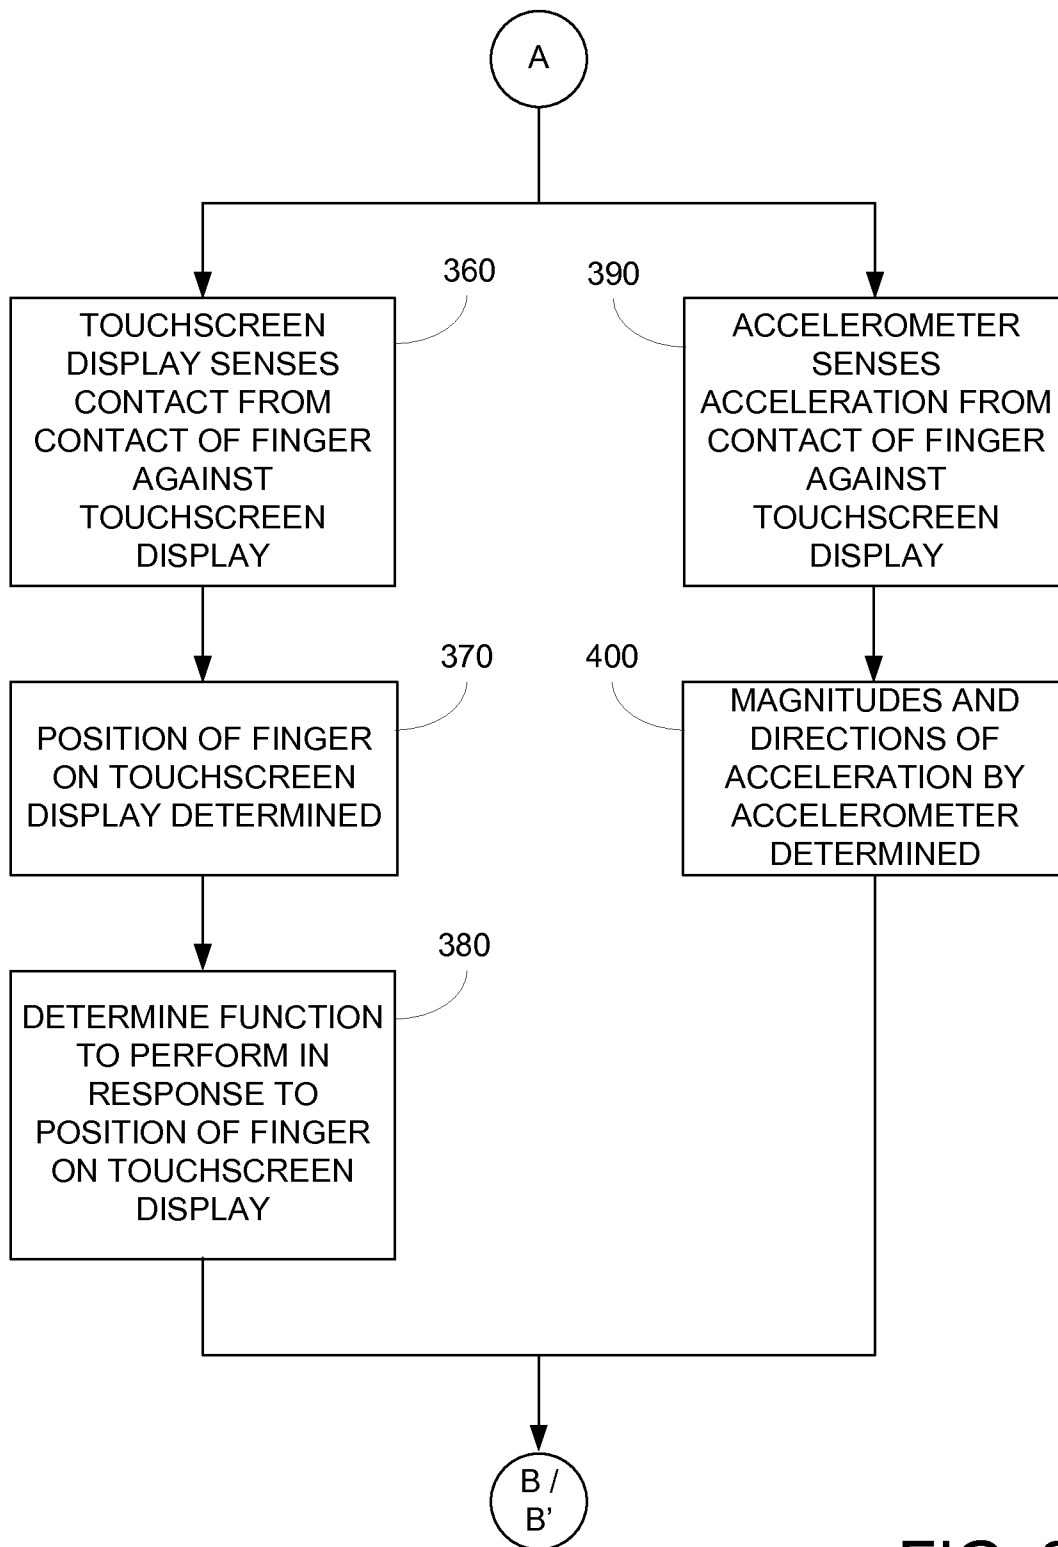 A
360
390
TOUCHSCREEN
DISPLAY SENSES
CONTACT FROM
CONTACT OF FINGER
AGAINST
TOUCHSCREEN
DISPLAY
ACCELEROMETER
SENSES
ACCELERATION FROM
CONTACT OF FINGER
AGAINST
TOUCHSCREEN
DISPLAY
370
400
POSITION OF FINGER
ON TOUCHSCREEN
DISPLAY DETERMINED
MAGNITUDES AND
DIRECTIONS OF
ACCELERATION BY
ACCELEROMETER
DETERMINED
380
DETERMINE FUNCTION
TO PERFORM IN
RESPONSE TO
POSITION OF FINGER
ON TOUCHSCREEN
DISPLAY
B /
B’
FIG.